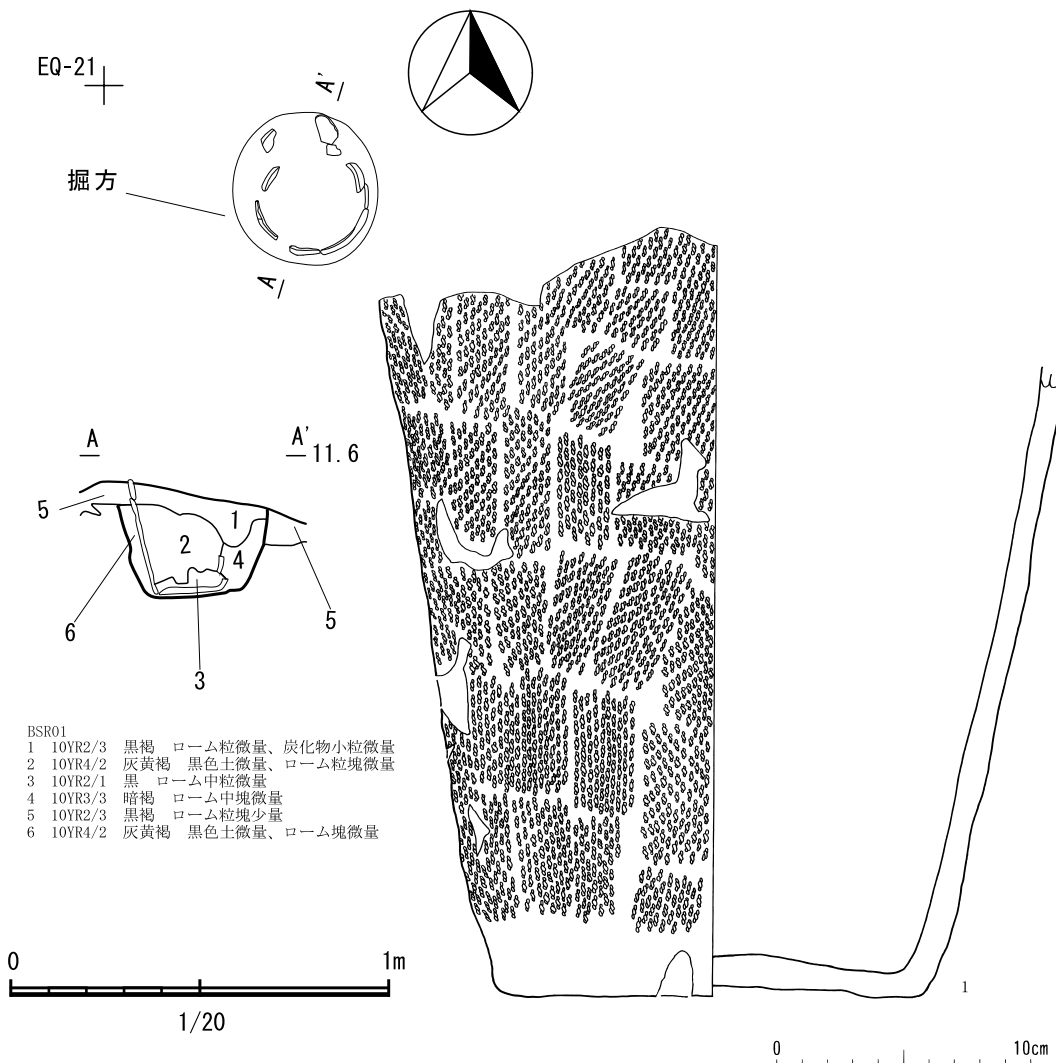 EQ-21
A'
掘方
A
A
A'
11.6
5
1
2
4
5
6
3
BSR01
1 10YR2/3 黒褐 ローム粒微量、炭化物小粒微量
2 10YR4/2 灰黄褐 黒色土微量、ローム粒塊微量
3 10YR2/1 黒 ローム中粒微量
4 10YR3/3 暗褐 ローム中塊微量
5 10YR2/3 黒褐 ローム粒塊少量
6 10YR4/2 灰黄褐 黒色土微量、ローム塊微量
0 1m
1/20
1
0 10cm